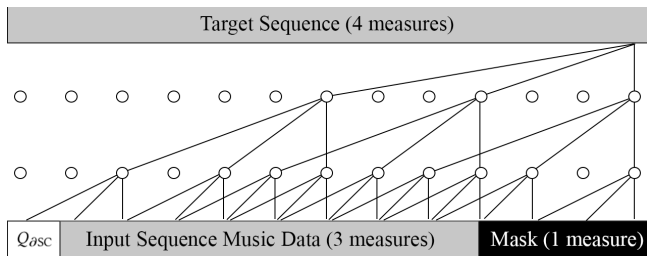 Target Sequence (4 measures)
Q∂SC Input Sequence Music Data (3 measures) Mask (1 measure)